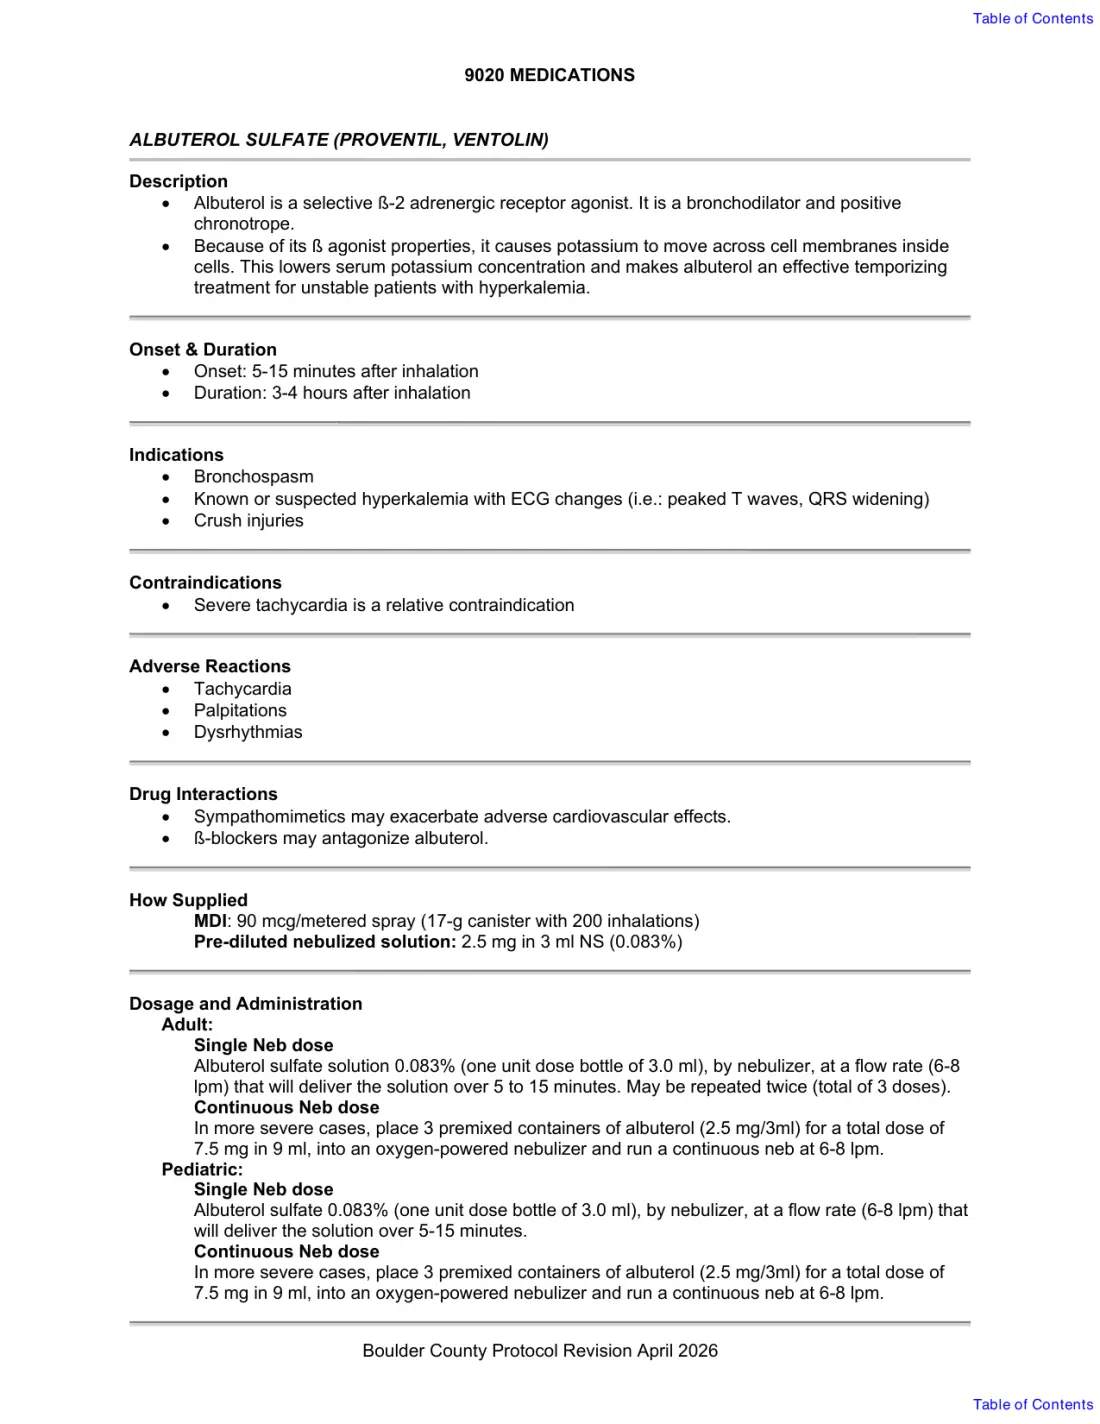 Table of Contents
9020 MEDICATIONS
ALBUTEROL SULFATE (PROVENTIL, VENTOLIN)
Description
• Albuterol is a selective ß-2 adrenergic receptor agonist. It is a bronchodilator and positive
chronotrope.
• Because of its ß agonist properties, it causes potassium to move across cell membranes inside
cells. This lowers serum potassium concentration and makes albuterol an effective temporizing
treatment for unstable patients with hyperkalemia.
Onset & Duration
• Onset: 5-15 minutes after inhalation
• Duration: 3-4 hours after inhalation
Indications
• Bronchospasm
• Known or suspected hyperkalemia with ECG changes (i.e.: peaked T waves, QRS widening)
• Crush injuries
Contraindications
• Severe tachycardia is a relative contraindication
Adverse Reactions
• Tachycardia
• Palpitations
• Dysrhythmias
Drug Interactions
• Sympathomimetics may exacerbate adverse cardiovascular effects.
• ß-blockers may antagonize albuterol.
How Supplied
MDI: 90 mcg/metered spray (17-g canister with 200 inhalations)
Pre-diluted nebulized solution: 2.5 mg in 3 ml NS (0.083%)
Dosage and Administration
Adult:
Single Neb dose
Albuterol sulfate solution 0.083% (one unit dose bottle of 3.0 ml), by nebulizer, at a flow rate (6-8
lpm) that will deliver the solution over 5 to 15 minutes. May be repeated twice (total of 3 doses).
Continuous Neb dose
In more severe cases, place 3 premixed containers of albuterol (2.5 mg/3ml) for a total dose of
7.5 mg in 9 ml, into an oxygen-powered nebulizer and run a continuous neb at 6-8 lpm.
Pediatric:
Single Neb dose
Albuterol sulfate 0.083% (one unit dose bottle of 3.0 ml), by nebulizer, at a flow rate (6-8 lpm) that
will deliver the solution over 5-15 minutes.
Continuous Neb dose
In more severe cases, place 3 premixed containers of albuterol (2.5 mg/3ml) for a total dose of
7.5 mg in 9 ml, into an oxygen-powered nebulizer and run a continuous neb at 6-8 lpm.
Boulder County Protocol Revision April 2026
Table of Contents